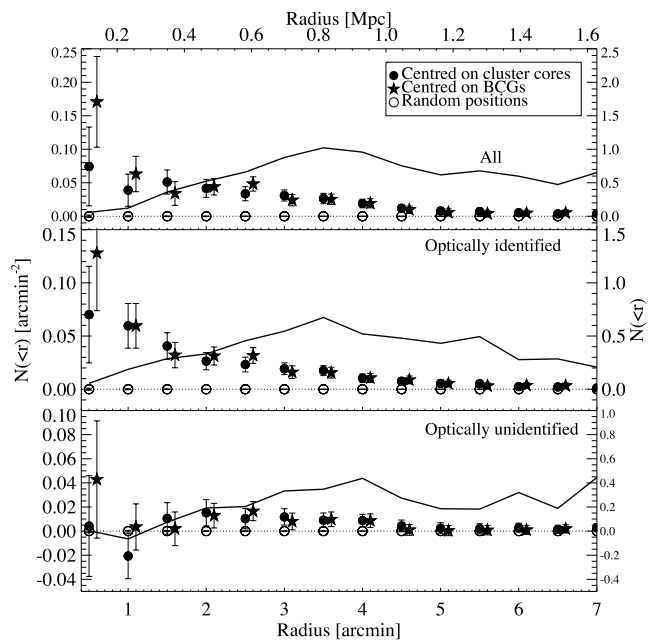 Radius [Mpc]
0.2 0.4 0.6 0.8 1.0 1.2 1.4 1.6
0.25 2.5
0.20 2.0
0.15 1.5
0.10 1.0
0.05 0.5
0.00 0.0
Centred on cluster cores
Centred on BCGs
Random positions
All
0.15 1.5
0.10 1.0
0.05 0.5
0.00 0.0
Optically identified
N(<r) [arcmin-2]
N(<r)
0.10 1.0
0.08 0.8
0.06 0.6
0.04 0.4
0.02 0.2
0.00 0.0
-0.02 -0.2
-0.04 -0.4
Optically unidentified
1 2 3 4 5 6 7
Radius [arcmin]